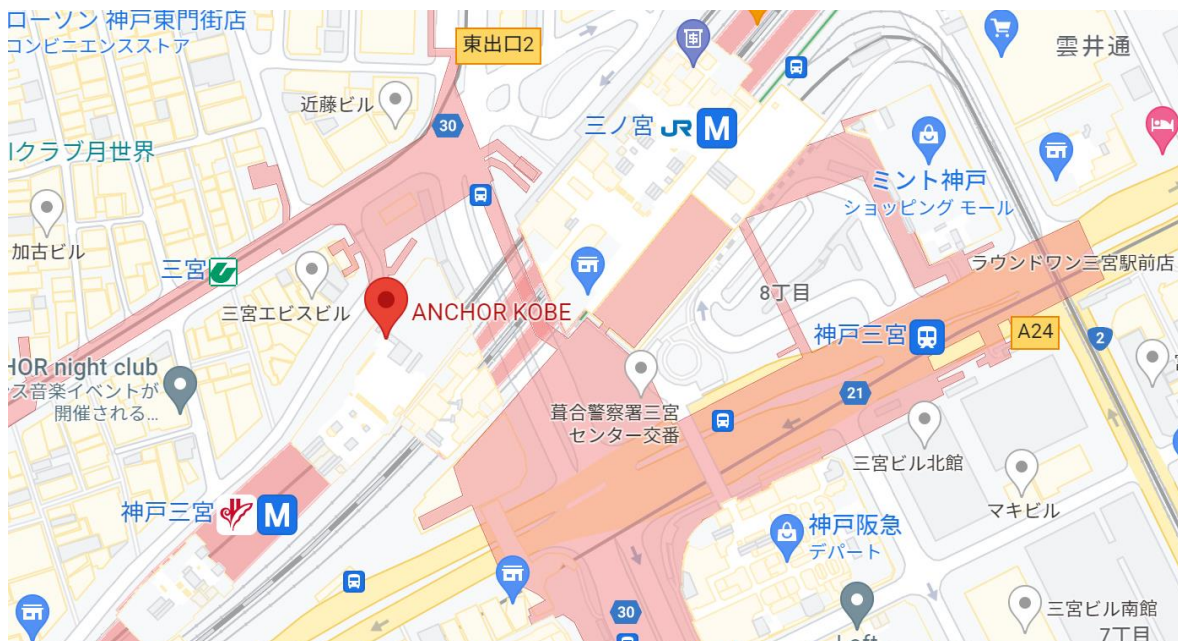 ローソン 神戸東門街店
コンビニエンスストア
東出口2
雲井通
近藤ビル
30
三ノ宮 JR M
クラブ月世界
ミント神戸
ショッピング モール
加古ビル
三宮
ラウンドワン三宮駅前店
三宮エビスビル
ANCHOR KOBE
8丁目
神戸三宮
A24
2
HOR night club
ス音楽イベントが
開催される...
21
葺合警察署三宮
センター交番
三宮ビル北館
マキビル
神戸三宮 M
神戸阪急
デパート
30
三宮ビル南館
7丁目
Loft